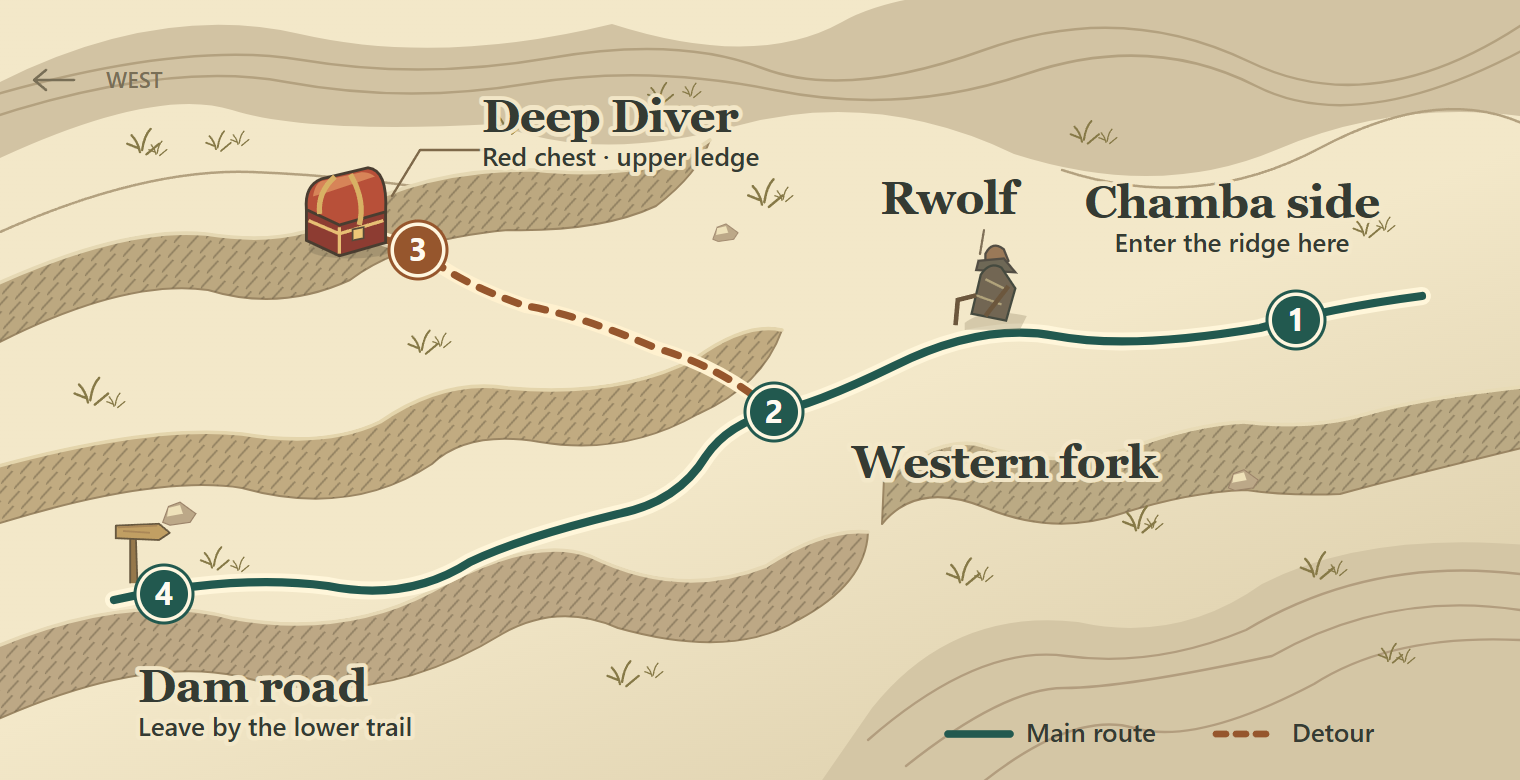 WEST
Deep Diver
Red chest · upper ledge
Rwolf
Chamba side
Enter the ridge here
3
1
2
Western fork
4
Dam road
Leave by the lower trail
Main route
Detour